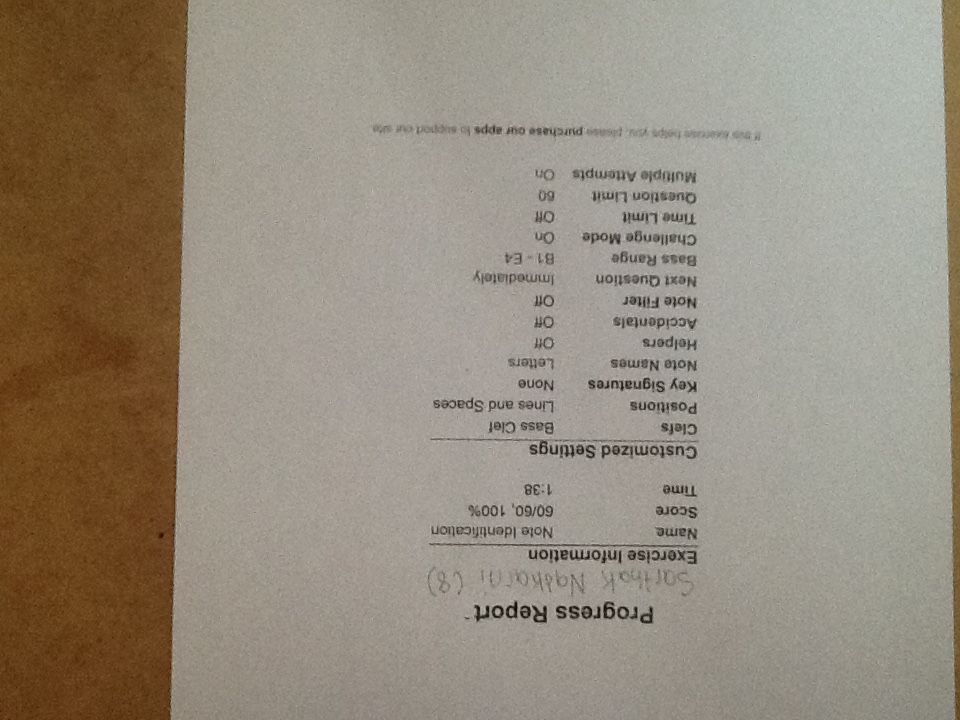 Progress Report
Sarthak Nadkarni (8)
Exercise Information
Name Note Identification
Score 60/60, 100%
Time 1:38
Customized Settings
Clefs Bass Clef
Positions Lines and Spaces
Key Signatures None
Note Names Letters
Helpers Off
Accidentals Off
Note Filter Off
Next Question Immediately
Bass Range B1 - E4
Challenge Mode On
Time Limit Off
Question Limit 60
Multiple Attempts On
If this exercise helps you, please purchase our apps to support our site.